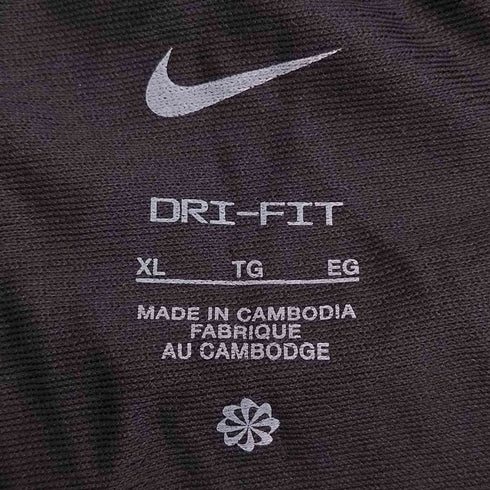 DRI-FIT
XL TG EG
MADE IN CAMBODIA
FABRIQUE
AU CAMBODGE